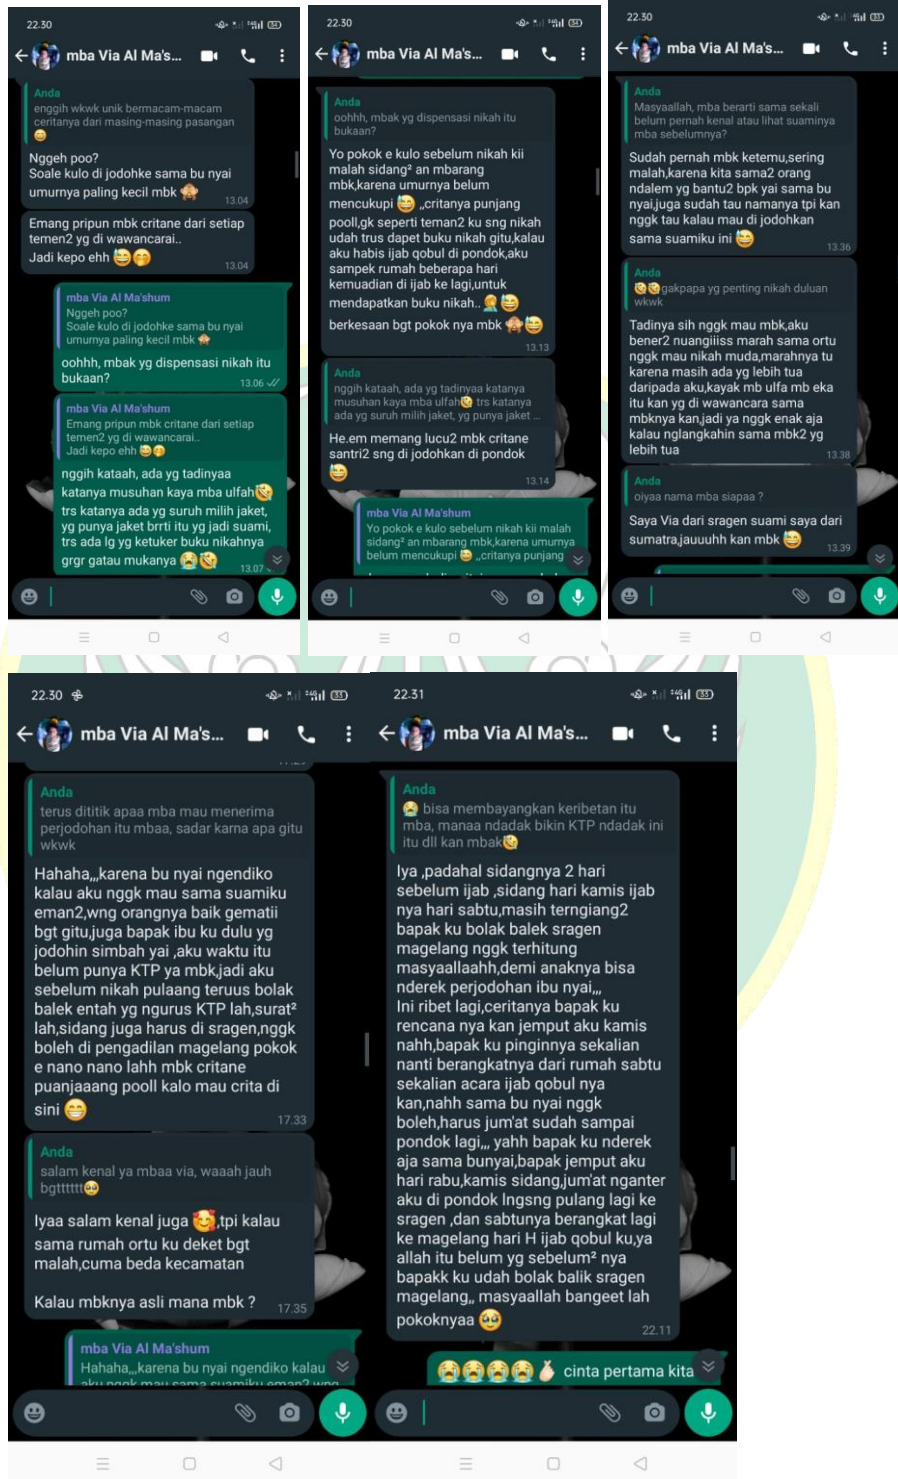 22.30
mba Via Al Ma's...
Anda
enggih wkwk unik bermacam-macam
ceritanya dari masing-masing pasangan
😅
Nggeh poo?
Soale kulo di jodohke sama bu nyai
umurnya paling kecil mbk 🙈
13.04
Emang pripun mbk critane dari setiap
temen2 yg di wawancarai..
Jadi kepo ehh 😅🤭
13.04
mba Via Al Ma'shum
Nggeh poo?
Soale kulo di jodohke sama bu nyai
umurnya paling kecil mbk 🙈
oohhh, mbak yg dispensasi nikah itu
bukaan?
13.06
mba Via Al Ma'shum
Emang pripun mbk critane dari setiap
temen2 yg di wawancarai..
Jadi kepo ehh 😅🤭
nggih kataah, ada yg tadinyaa
katanya musuhan kaya mba ulfah🤣
trs katanya ada yg suruh milih jaket,
yg punya jaket brrti itu yg jadi suami,
trs ada lg yg ketuker buku nikahnya
grgr gatau mukanya 😭🤣
13.07
22.30
mba Via Al Ma's...
Anda
oohhh, mbak yg dispensasi nikah itu
bukaan?
Yo pokok e kulo sebelum nikah kii
malah sidang² an mbarang
mbk,karena umurnya belum
mencukupi 😅 ,,critanya punjang
pooll,gk seperti teman2 ku sng nikah
udah trus dapet buku nikah gitu,kalau
aku habis ijab qobul di pondok,aku
sampek rumah beberapa hari
kemuadian di ijab ke lagi,untuk
mendapatkan buku nikah.. 🤦😅
berkesaan bgt pokok nya mbk 🙈😅
13.13
Anda
nggih kataah, ada yg tadinyaa katanya
musuhan kaya mba ulfah🤣 trs katanya
ada yg suruh milih jaket, yg punya jaket ...
He.em memang lucu2 mbk critane
santri2 sng di jodohkan di pondok
😅
13.14
mba Via Al Ma'shum
Yo pokok e kulo sebelum nikah kii malah
sidang² an mbarang mbk,karena umurnya
belum mencukupi 😅 ,,critanya punjang
22.30
mba Via Al Ma's...
Anda
Masyaallah, mba berarti sama sekali
belum pernah kenal atau lihat suaminya
mba sebelumnya?
Sudah pernah mbk ketemu,sering
malah,karena kita sama2 orang
ndalem yg bantu2 bpk yai sama bu
nyai,juga sudah tau namanya tpi kan
nggk tau kalau mau di jodohkan
sama suamiku ini 😅
13.36
Anda
🤣🤣gakpapa yg penting nikah duluan
wkwk
Tadinya sih nggk mau mbk,aku
bener2 nuangiiiss marah sama ortu
nggk mau nikah muda,marahnya tu
karena masih ada yg lebih tua
daripada aku,kayak mb ulfa mb eka
itu kan yg di wawancara sama
mbknya kan,jadi ya nggk enak aja
kalau nglangkahin sama mbk2 yg
lebih tua
13.38
Anda
oiyaa nama mba siapaa ?
Saya Via dari sragen suami saya dari
sumatra,jauuuhh kan mbk 😅
13.39
22.30
mba Via Al Ma's...
Anda
terus dititik apaa mba mau menerima
perjodohan itu mbaa, sadar karna apa gitu
wkwk
Hahaha,,,karena bu nyai ngendiko
kalau aku nggk mau sama suamiku
eman2,wng orangnya baik gematii
bgt gitu,juga bapak ibu ku dulu yg
jodohin simbah yai ,aku waktu itu
belum punya KTP ya mbk,jadi aku
sebelum nikah pulaang teruus bolak
balek entah yg ngurus KTP lah,surat²
lah,sidang juga harus di sragen,nggk
boleh di pengadilan magelang pokok
e nano nano lahh mbk critane
puanjaaang pooll kalo mau crita di
sini 😁
17.33
Anda
salam kenal ya mbaa via, waaah jauh
bgtttttt🥹
Iyaa salam kenal juga 🥰,tpi kalau
sama rumah ortu ku deket bgt
malah,cuma beda kecamatan
Kalau mbknya asli mana mbk ?
17.35
mba Via Al Ma'shum
Hahaha,,,karena bu nyai ngendiko kalau
aku nggk mau sama suamiku eman2,wng
22.31
mba Via Al Ma's...
Anda
😭 bisa membayangkan keribetan itu
mba, manaa ndadak bikin KTP ndadak ini
itu dll kan mbak🤣
Iya ,padahal sidangnya 2 hari
sebelum ijab ,sidang hari kamis ijab
nya hari sabtu,masih terngiang2
bapak ku bolak balek sragen
magelang nggk terhitung
masyaallaahh,demi anaknya bisa
nderek perjodohan ibu nyai,,,
Ini ribet lagi,ceritanya bapak ku
rencana nya kan jemput aku kamis
nahh,bapak ku pinginnya sekalian
nanti berangkatnya dari rumah sabtu
sekalian acara ijab qobul nya
kan,nahh sama bu nyai nggk
boleh,harus jum'at sudah sampai
pondok lagi,,, yahh bapak ku nderek
aja sama bunyai,bapak jemput aku
hari rabu,kamis sidang,jum'at nganter
aku di pondok lngsng pulang lagi ke
sragen ,dan sabtunya berangkat lagi
ke magelang hari H ijab qobul ku,ya
allah itu belum yg sebelum² nya
bapakk ku udah bolak balik sragen
magelang,, masyaallah bangeet lah
pokoknyaa 🥹
22.11
😭😭😭😭🫰🏻 cinta pertama kita